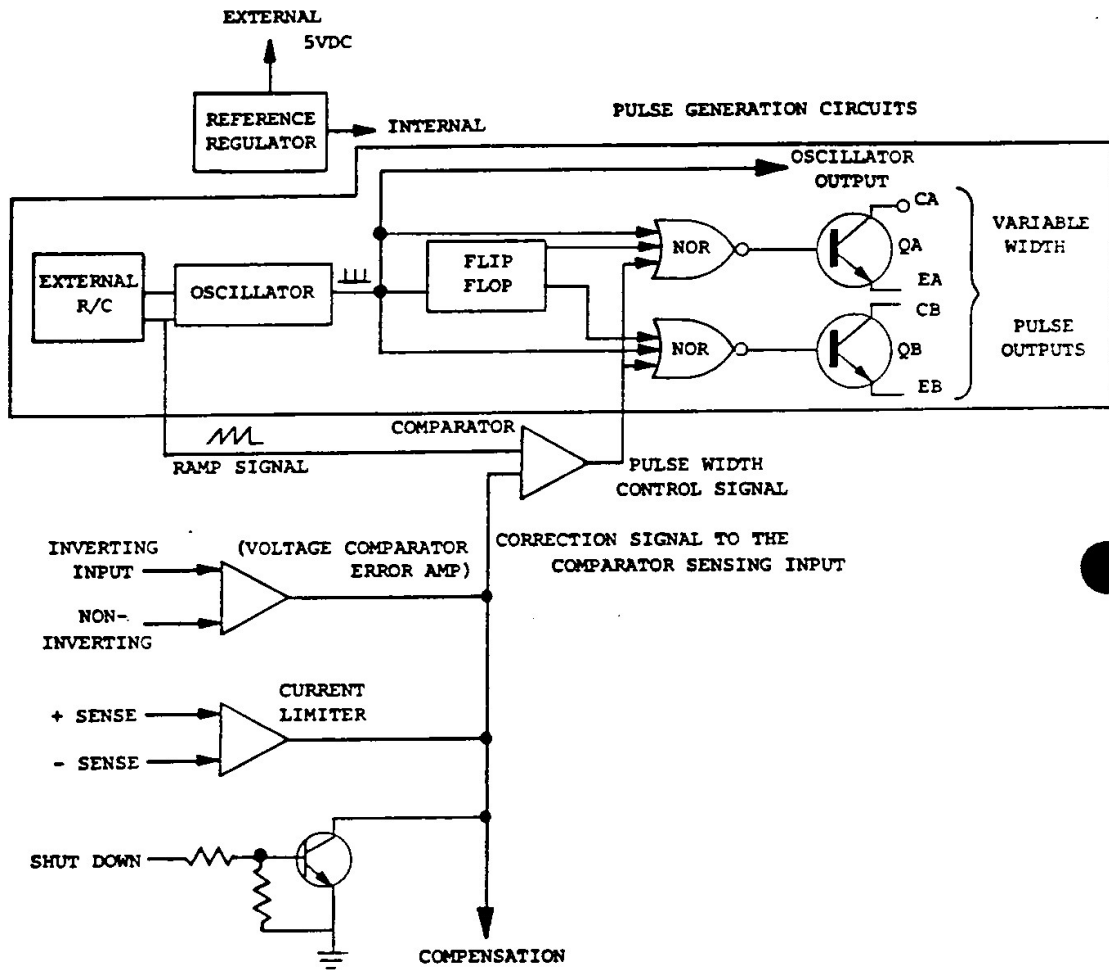 EXTERNAL
5VDC
REFERENCE
REGULATOR
INTERNAL
PULSE GENERATION CIRCUITS
OSCILLATOR
OUTPUT
EXTERNAL
R/C
OSCILLATOR
FLIP
FLOP
NOR
NOR
CA
QA
EA
CB
QB
EB
VARIABLE
WIDTH
PULSE
OUTPUTS
COMPARATOR
RAMP SIGNAL
PULSE WIDTH
CONTROL SIGNAL
INVERTING
INPUT
NON-
INVERTING
(VOLTAGE COMPARATOR
ERROR AMP)
CORRECTION SIGNAL TO THE
COMPARATOR SENSING INPUT
+ SENSE
- SENSE
CURRENT
LIMITER
SHUT DOWN
COMPENSATION